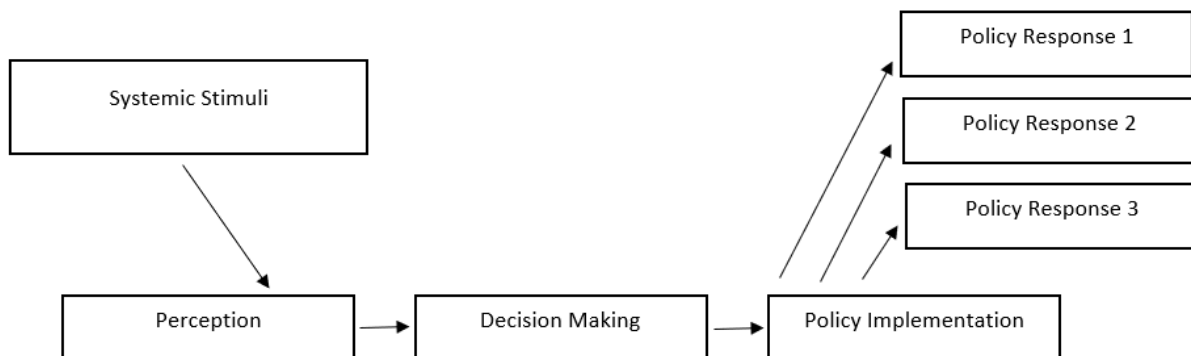 Policy Response 1
Systemic Stimuli
Policy Response 2
Policy Response 3
Perception
Decision Making
Policy Implementation